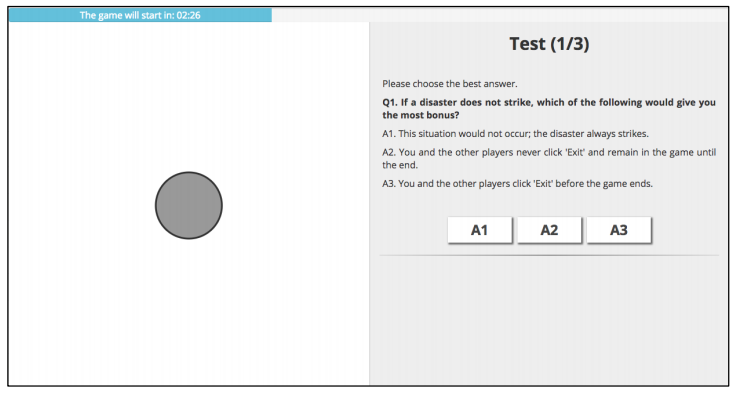 The game will start in: 02:26
Test (1/3)
Please choose the best answer.
Q1. If a disaster does not strike, which of the following would give you
the most bonus?
A1. This situation would not occur; the disaster always strikes.
A2. You and the other players never click 'Exit' and remain in the game until
the end.
A3. You and the other players click 'Exit' before the game ends.
A1 A2 A3